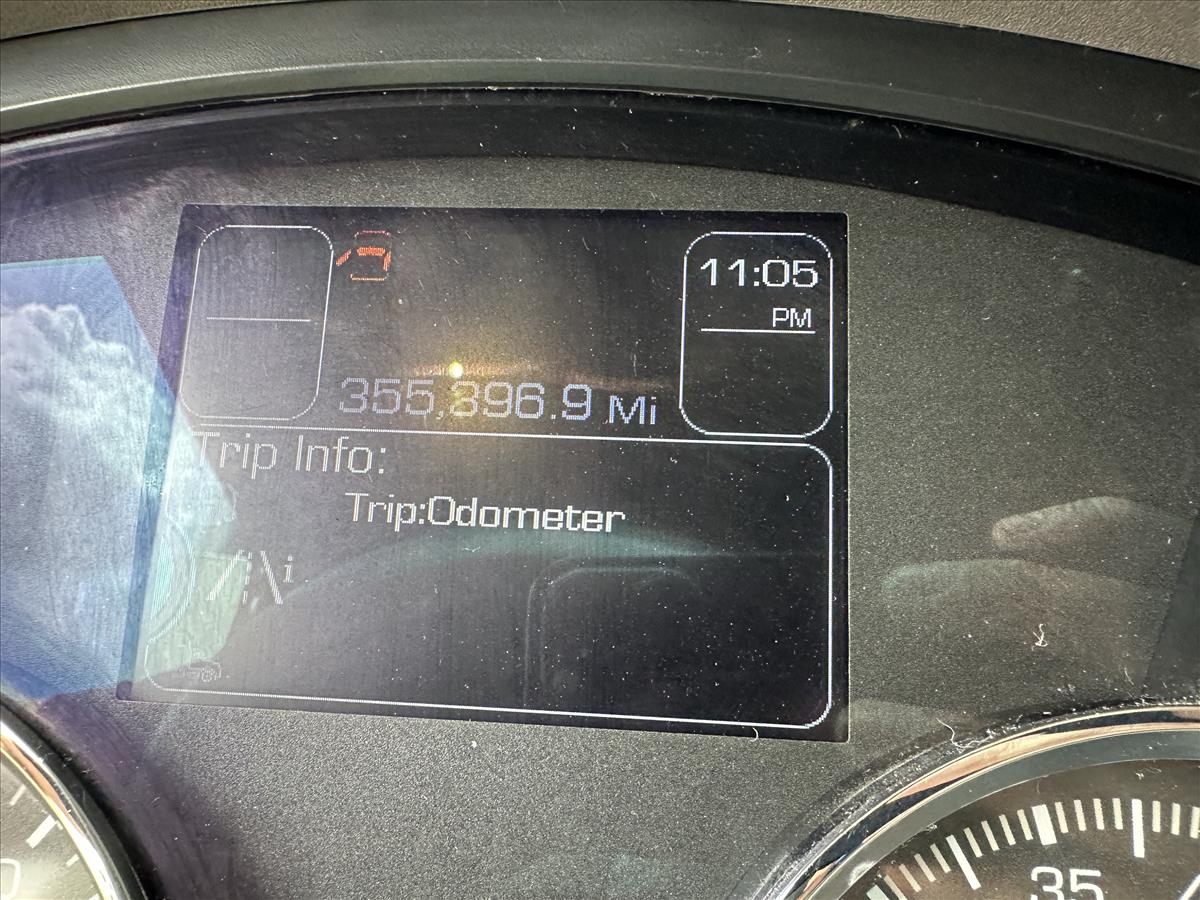 11:05
PM
355,396.9 Mi
Trip Info:
Trip:Odometer
i
35